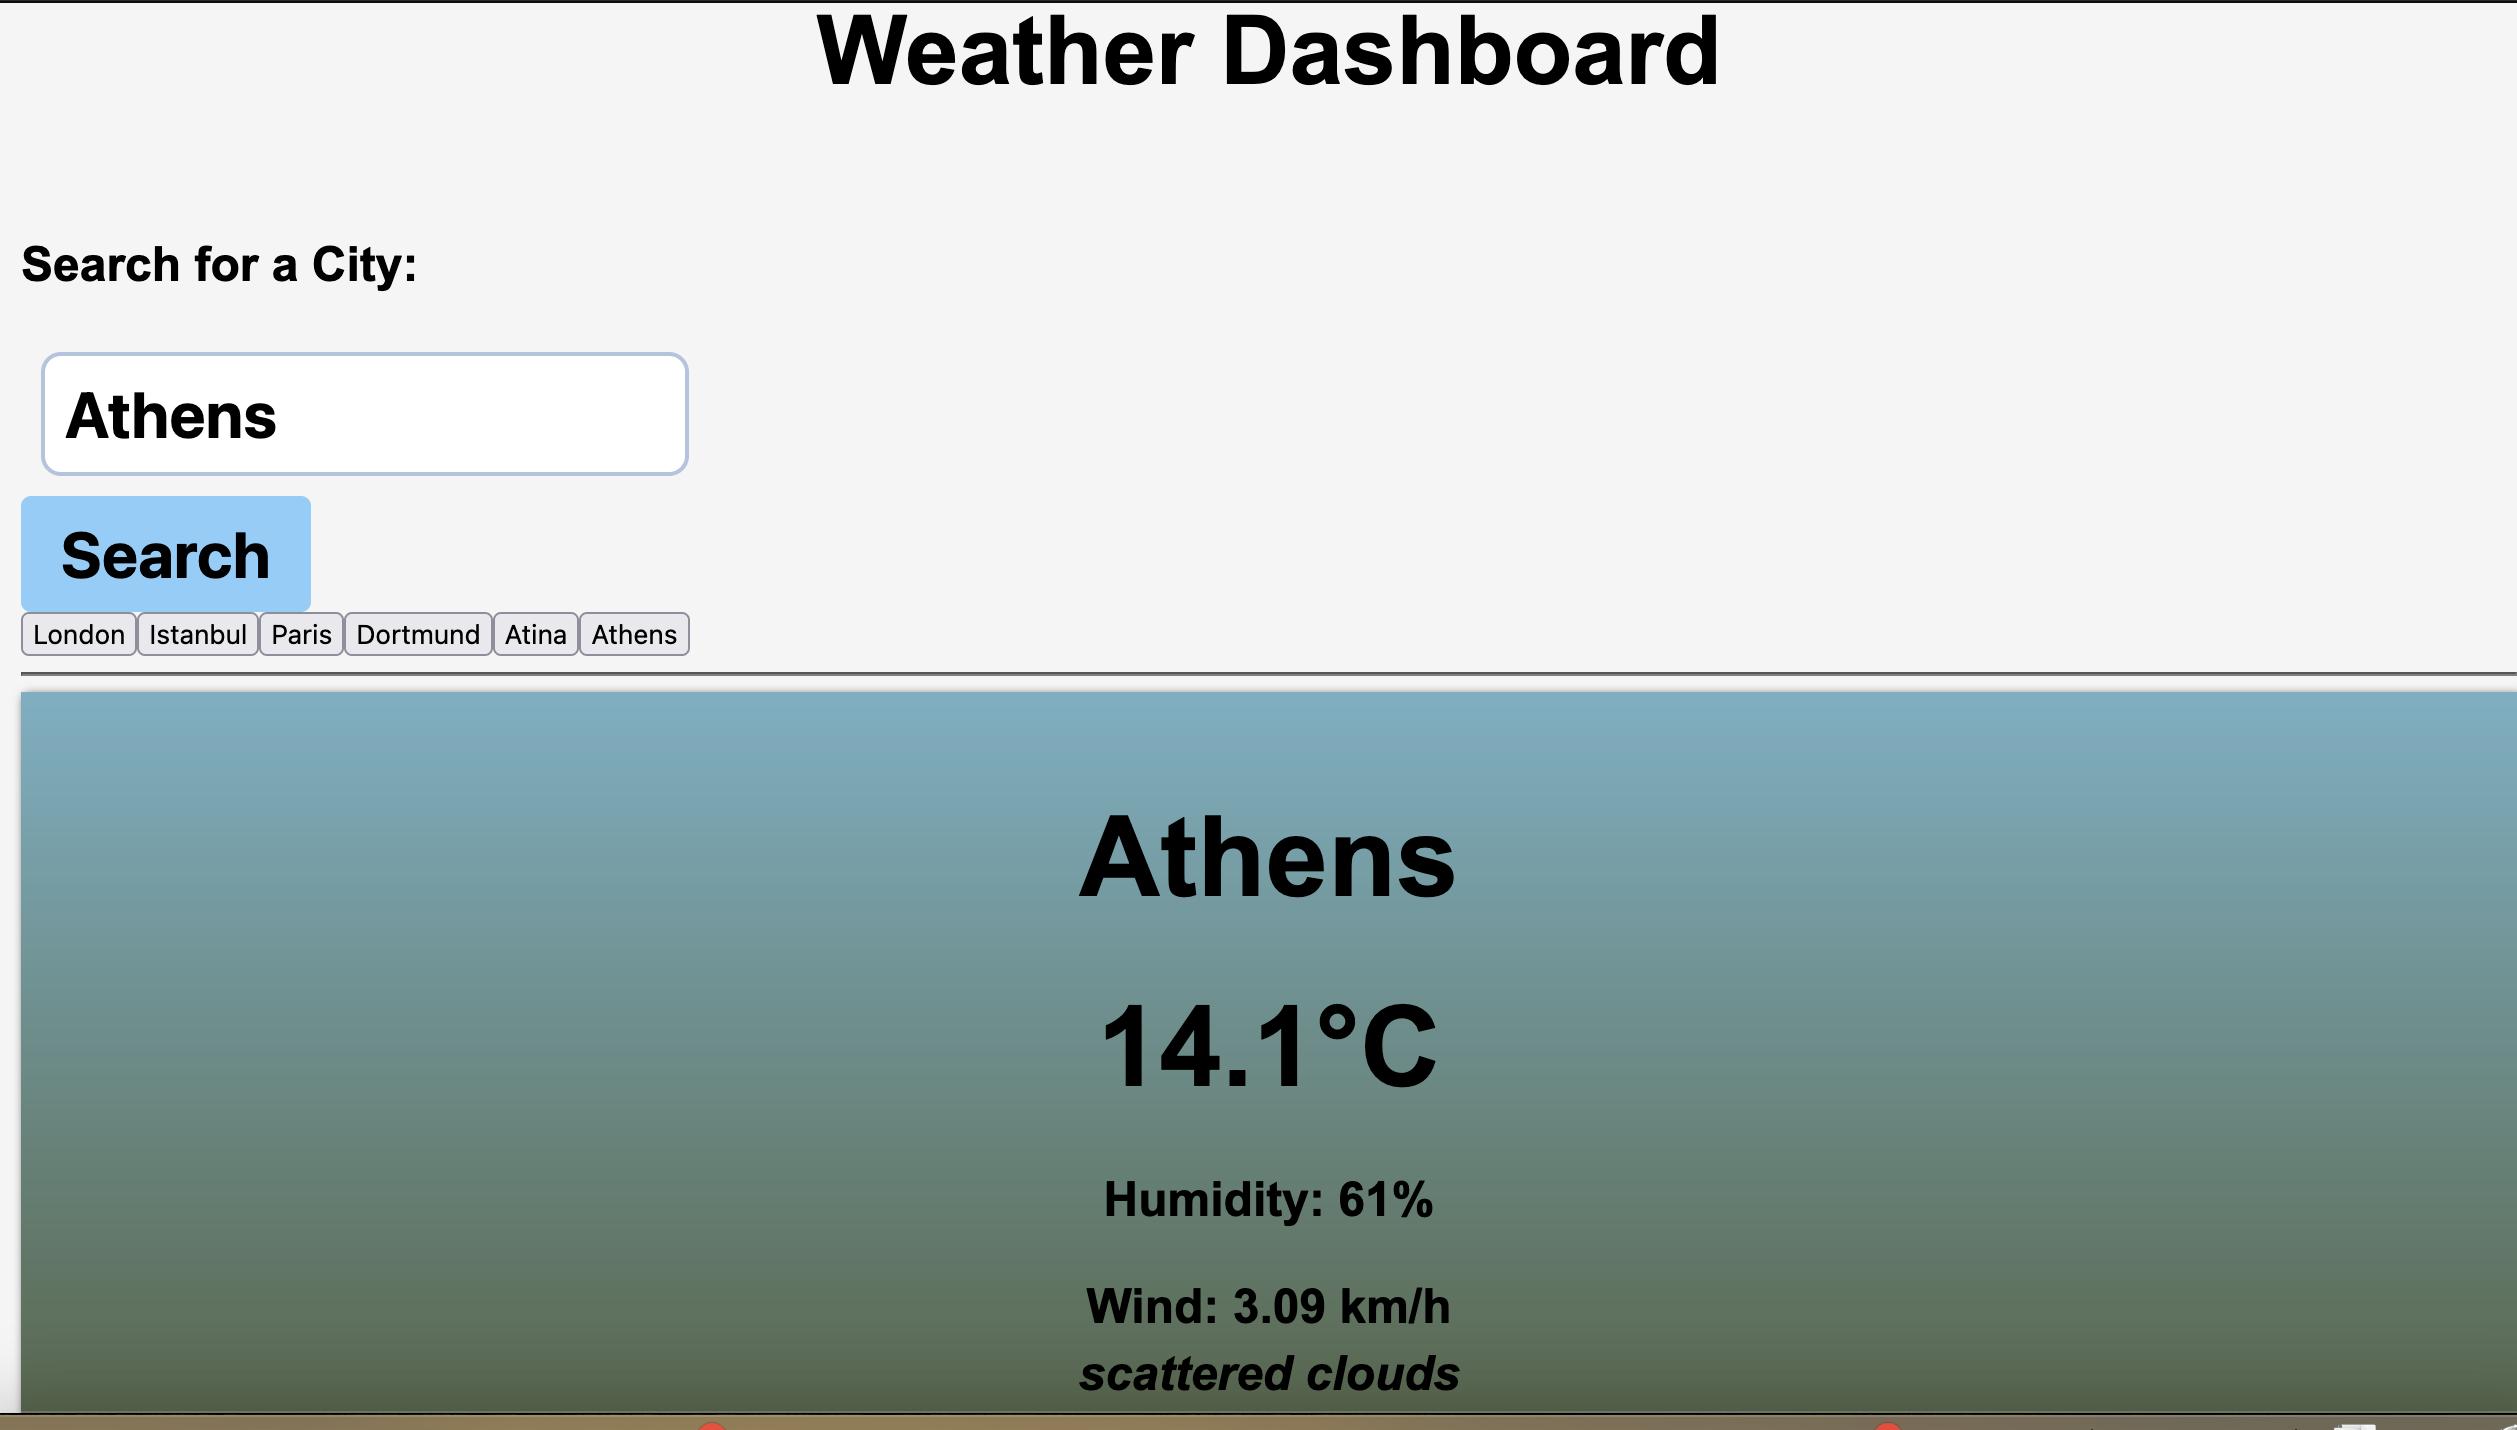 Weather Dashboard
Search for a City:
Athens
Search
London Istanbul Paris Dortmund Atina Athens
Athens
14.1°C
Humidity: 61%
Wind: 3.09 km/h
scattered clouds